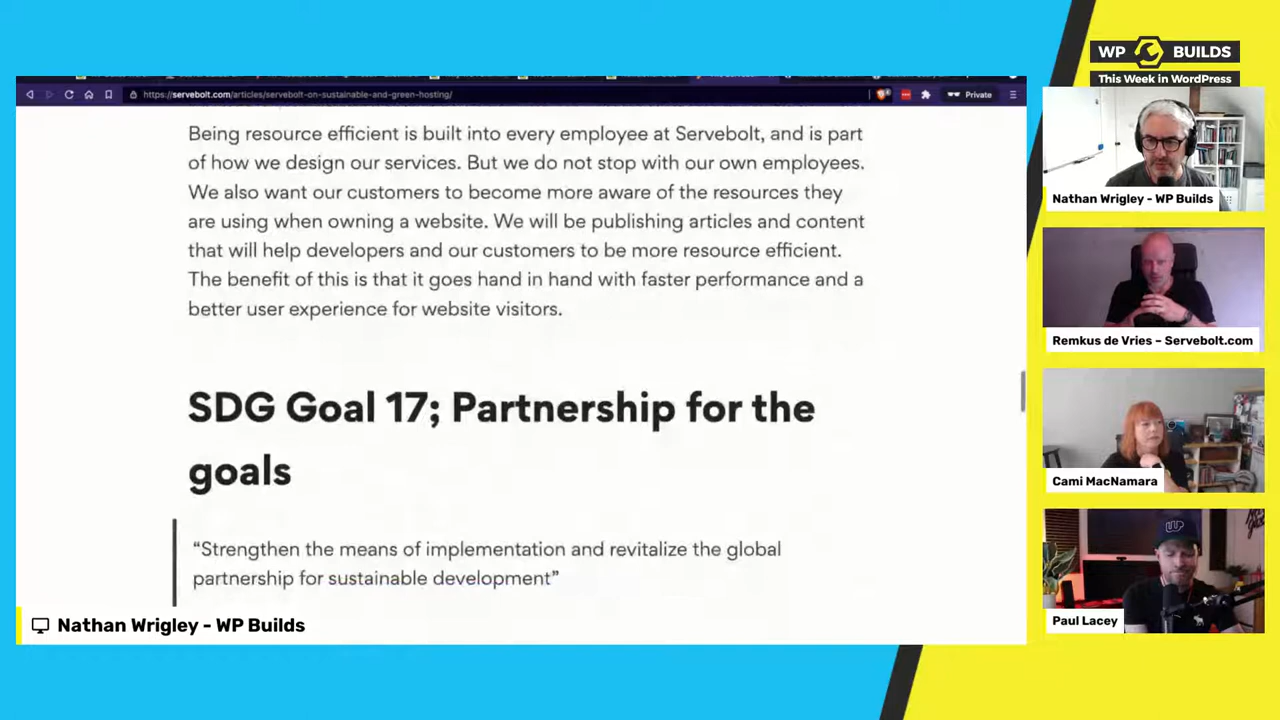 WP BUILDS
This Week in WordPress
https://servebolt.com/articles/servebolt-on-sustainable-and-green-hosting/
Private
Being resource efficient is built into every employee at Servebolt, and is part
of how we design our services. But we do not stop with our own employees.
We also want our customers to become more aware of the resources they
are using when owning a website. We will be publishing articles and content
that will help developers and our customers to be more resource efficient.
The benefit of this is that it goes hand in hand with faster performance and a
better user experience for website visitors.
SDG Goal 17; Partnership for the
goals
“Strengthen the means of implementation and revitalize the global
partnership for sustainable development”
Nathan Wrigley - WP Builds
Nathan Wrigley - WP Builds
Remkus de Vries – Servebolt.com
Cami MacNamara
Paul Lacey